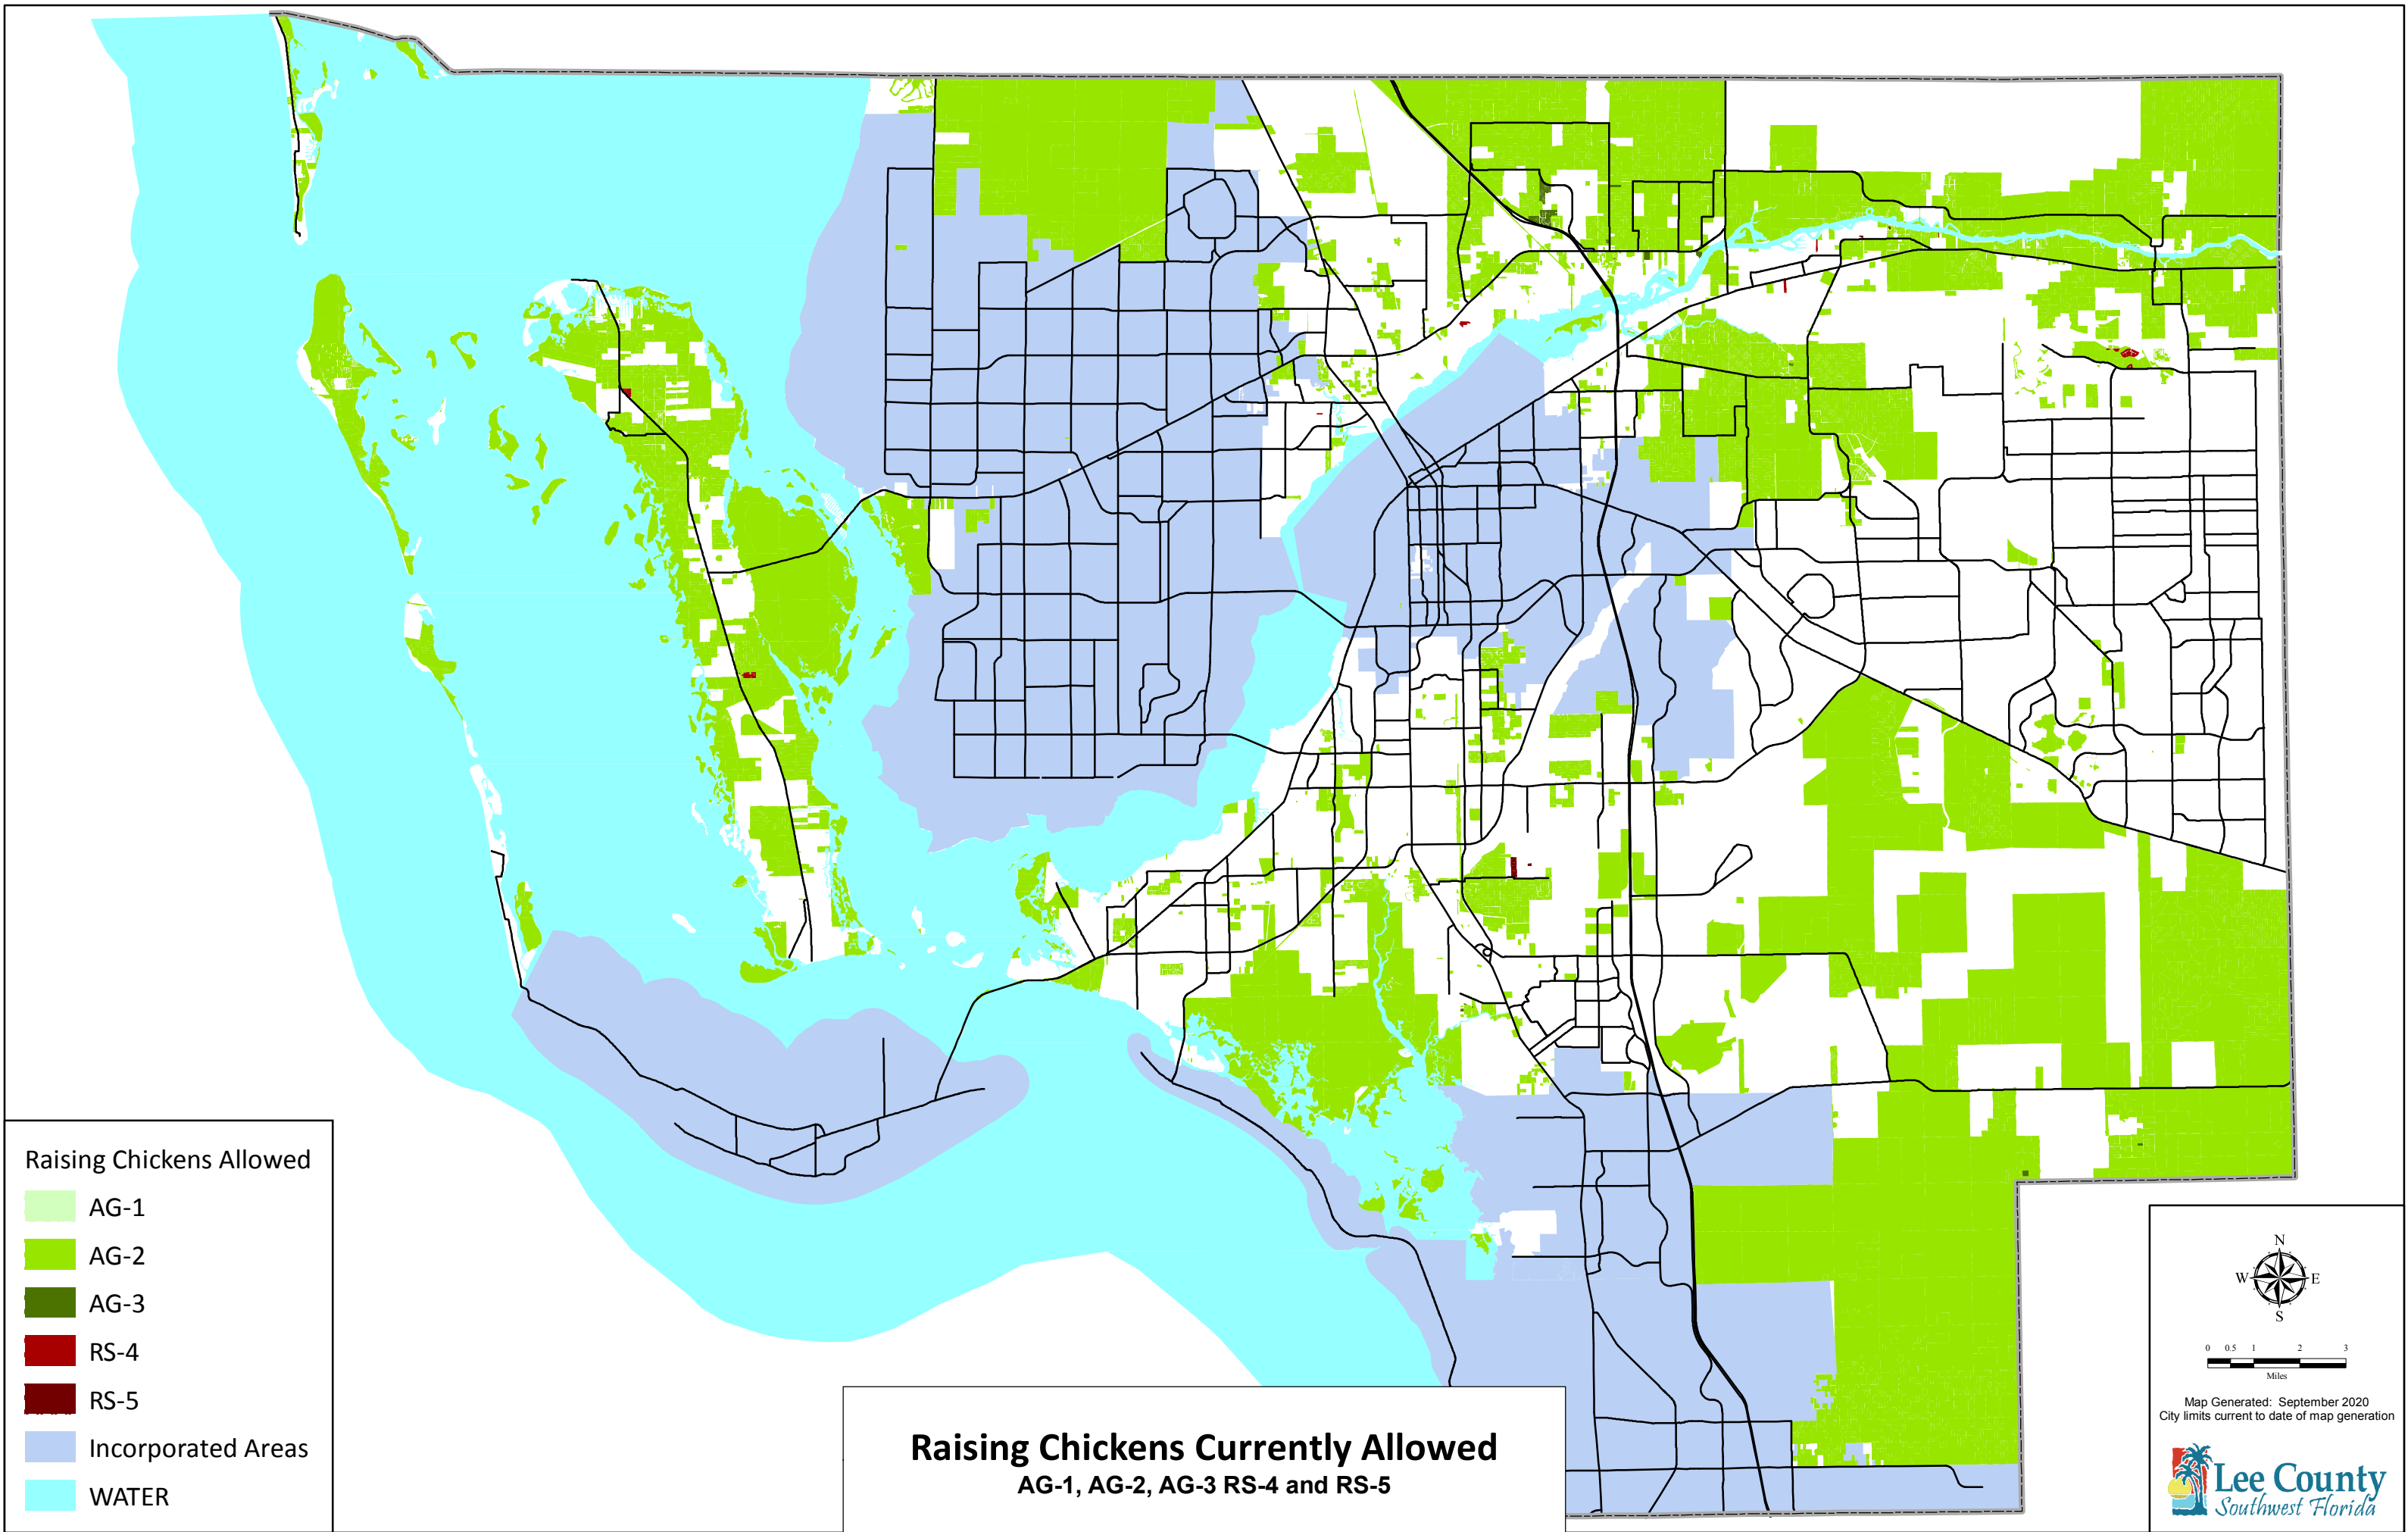 Raising Chickens Allowed
AG-1
AG-2
AG-3
RS-4
RS-5
Incorporated Areas
WATER
Raising Chickens Currently Allowed
AG-1, AG-2, AG-3 RS-4 and RS-5
N
W E
S
0 0.5 1 2 3
Miles
Map Generated: September 2020
City limits current to date of map generation
Lee County
Southwest Florida